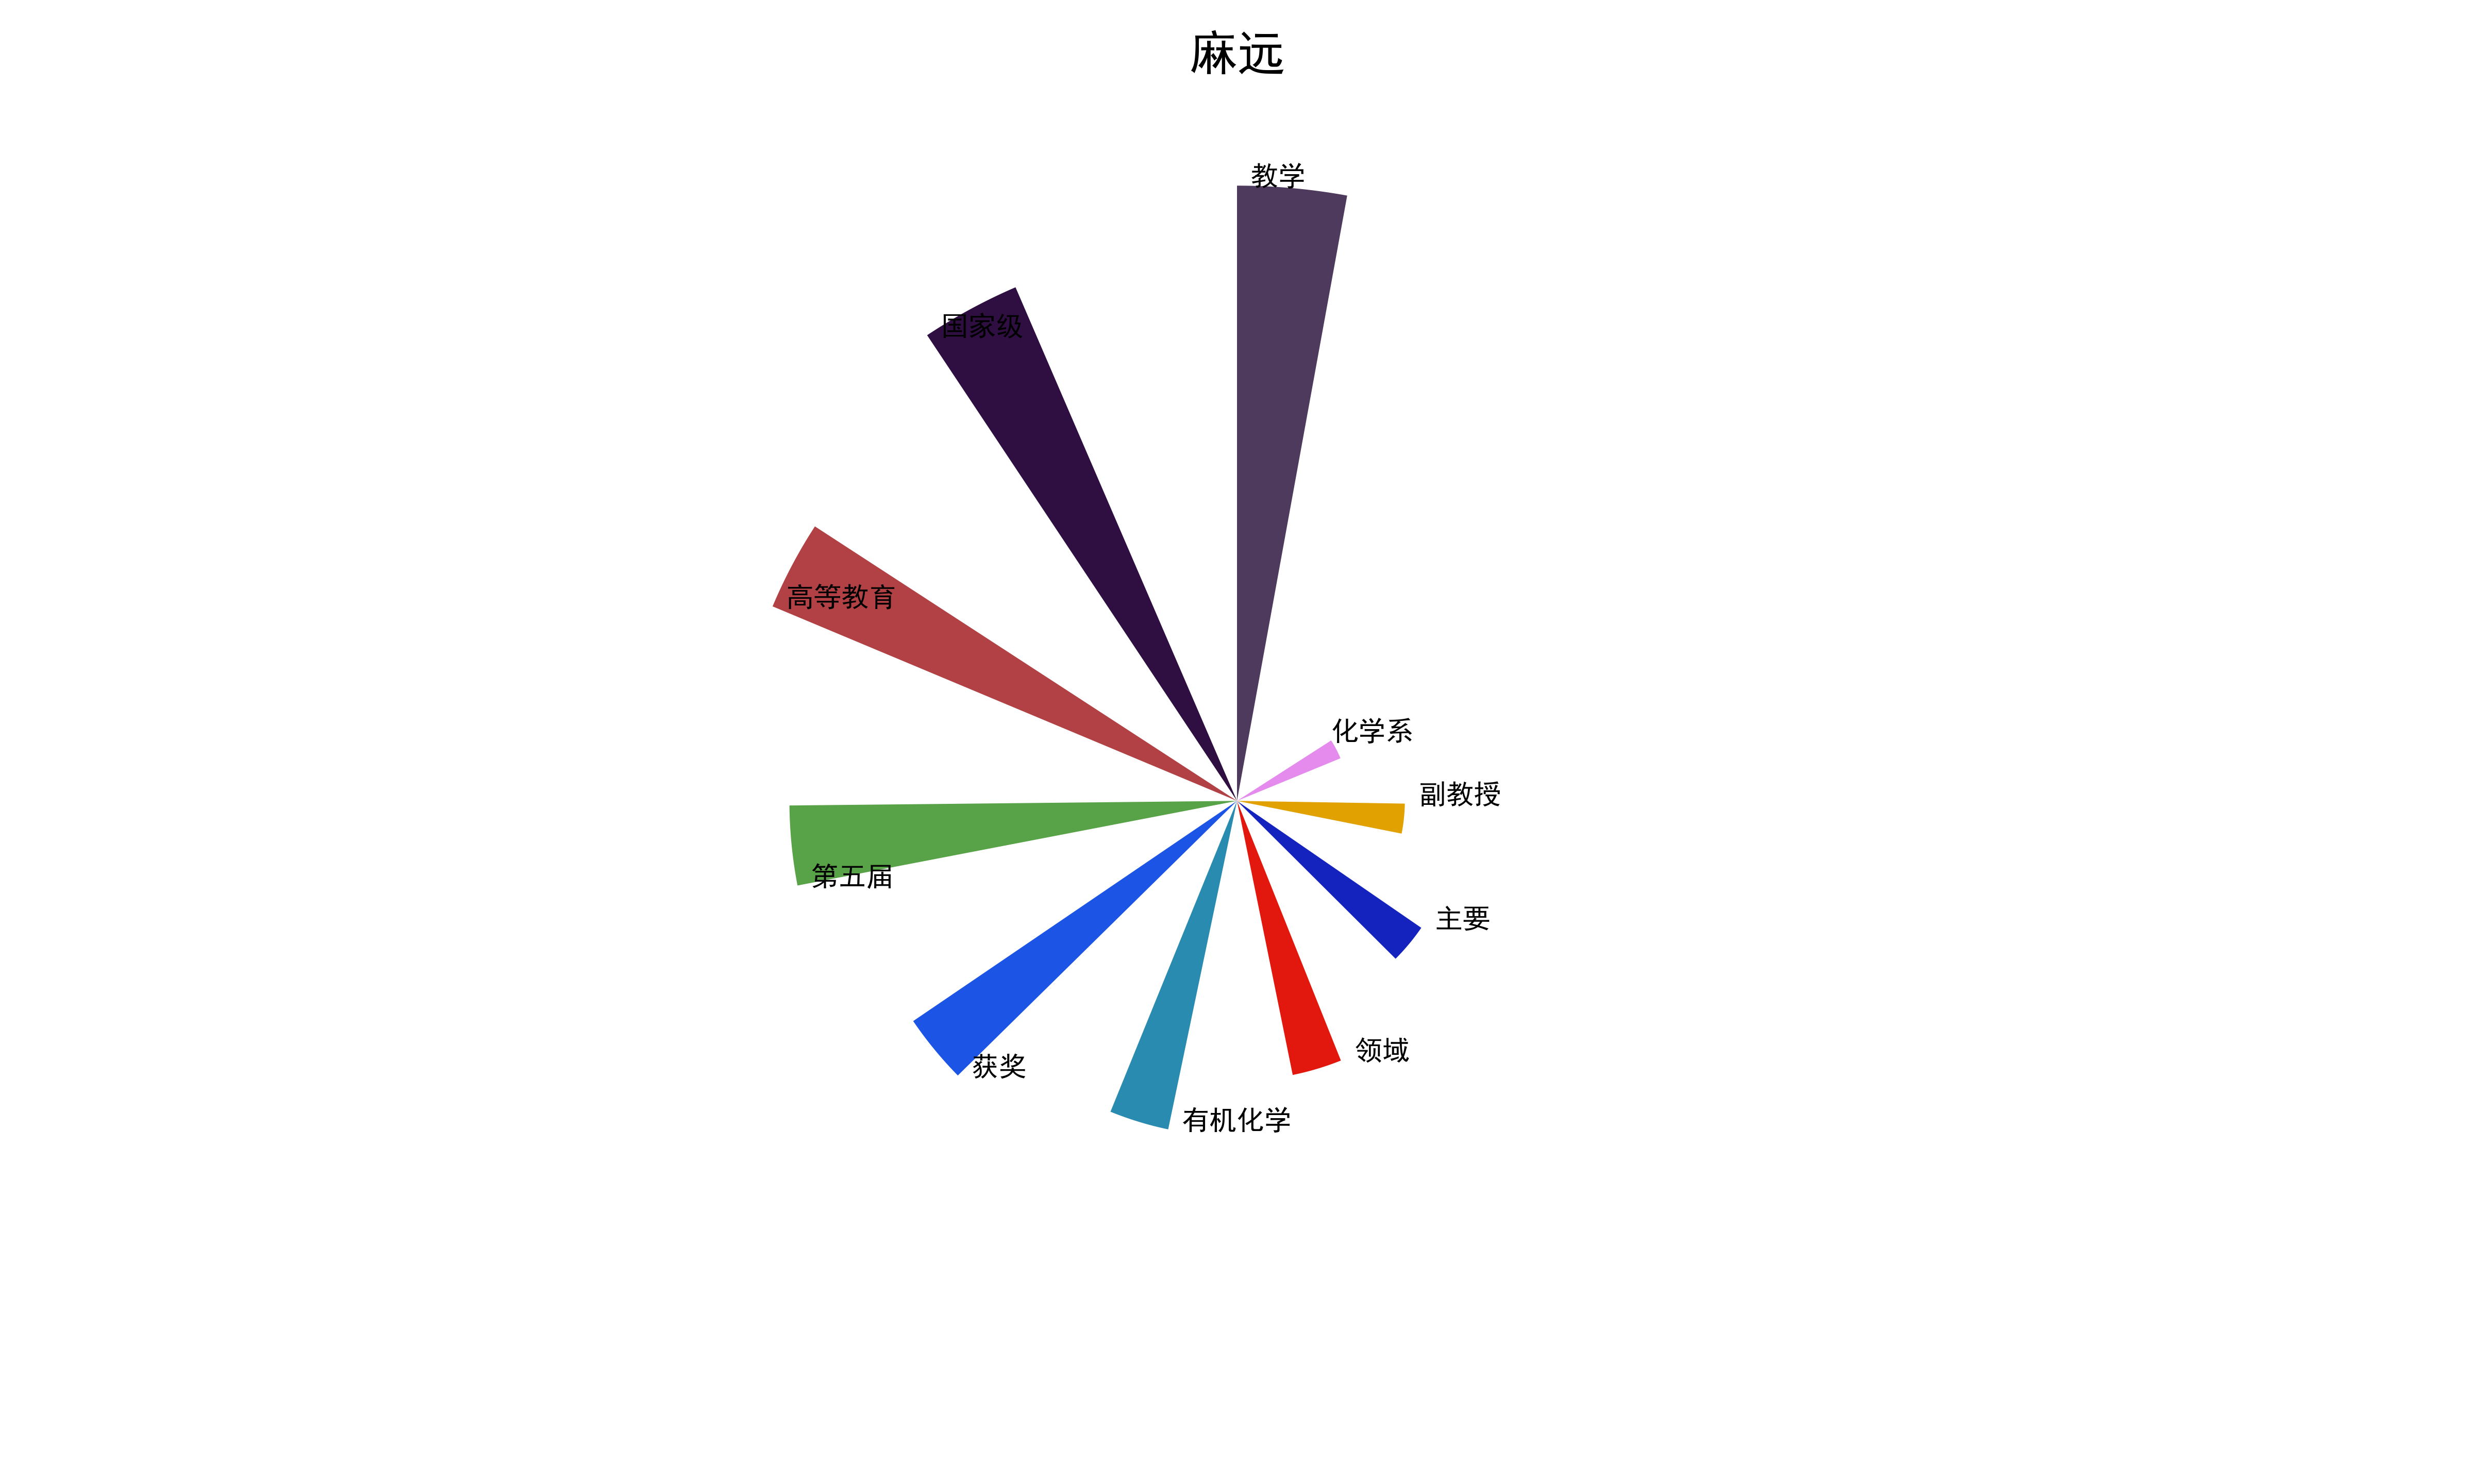 麻远
教学
国家级
高等教育
化学系
副教授
第五届
主要
领域
获奖
有机化学